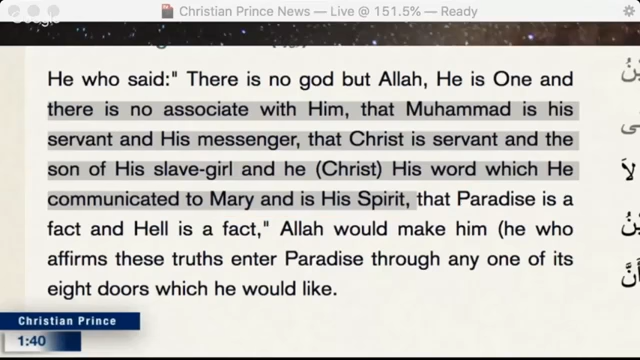 Christian Prince News — Live @ 151.5% — Ready
He who said:" There is no god but Allah, He is One and
there is no associate with Him, that Muhammad is his
servant and His messenger, that Christ is servant and the
son of His slave-girl and he (Christ) His word which He
communicated to Mary and is His Spirit, that Paradise is a
fact and Hell is a fact," Allah would make him (he who
affirms these truths enter Paradise through any one of its
eight doors which he would like.
Christian Prince
1:40